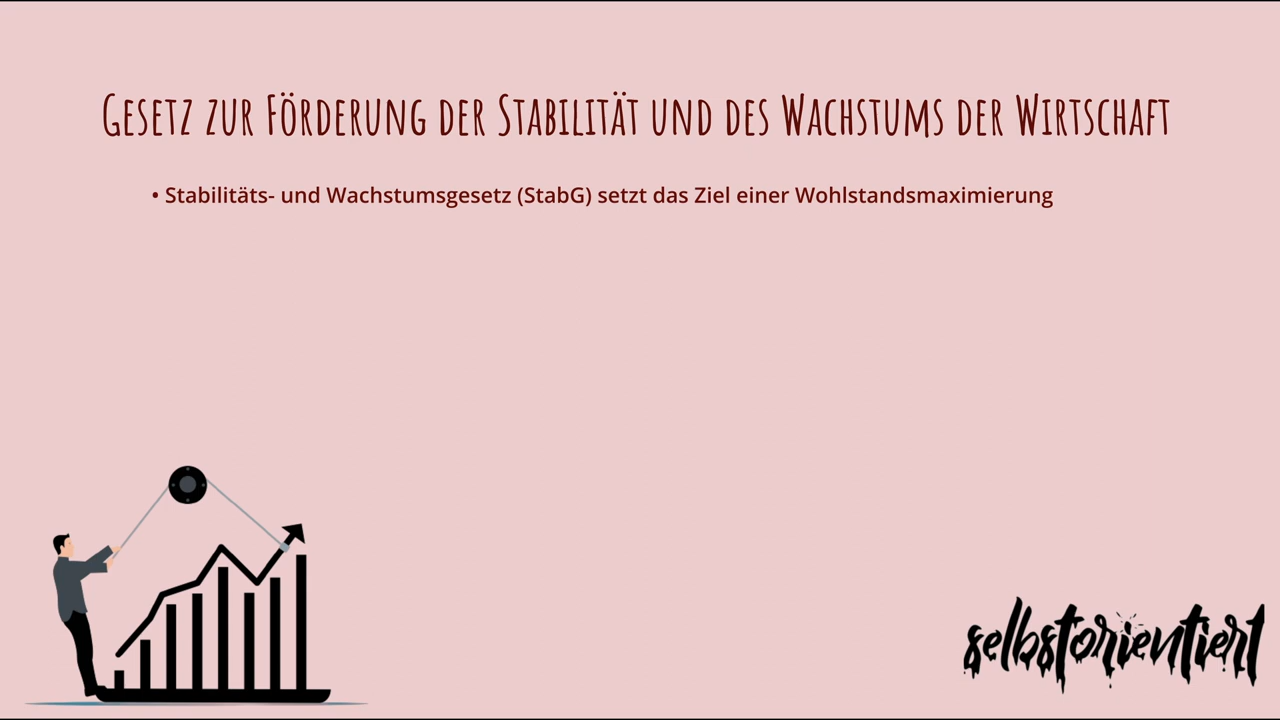 Gesetz zur Förderung der Stabilität und des Wachstums der Wirtschaft
• Stabilitäts- und Wachstumsgesetz (StabG) setzt das Ziel einer Wohlstandsmaximierung
selbstorientiert